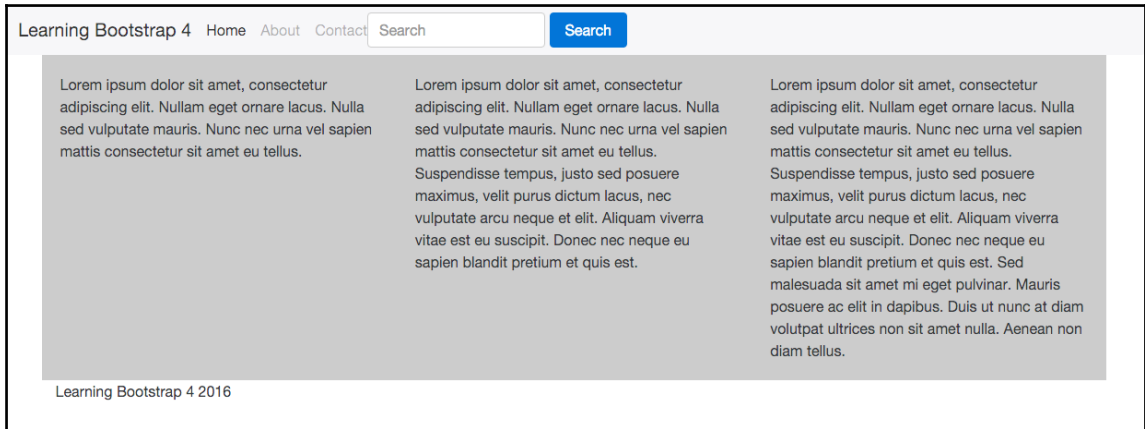 Learning Bootstrap 4 Home About Contact Search Search
Lorem ipsum dolor sit amet, consectetur
adipiscing elit. Nullam eget ornare lacus. Nulla
sed vulputate mauris. Nunc nec urna vel sapien
mattis consectetur sit amet eu tellus.
Lorem ipsum dolor sit amet, consectetur
adipiscing elit. Nullam eget ornare lacus. Nulla
sed vulputate mauris. Nunc nec urna vel sapien
mattis consectetur sit amet eu tellus.
Suspendisse tempus, justo sed posuere
maximus, velit purus dictum lacus, nec
vulputate arcu neque et elit. Aliquam viverra
vitae est eu suscipit. Donec nec neque eu
sapien blandit pretium et quis est.
Lorem ipsum dolor sit amet, consectetur
adipiscing elit. Nullam eget ornare lacus. Nulla
sed vulputate mauris. Nunc nec urna vel sapien
mattis consectetur sit amet eu tellus.
Suspendisse tempus, justo sed posuere
maximus, velit purus dictum lacus, nec
vulputate arcu neque et elit. Aliquam viverra
vitae est eu suscipit. Donec nec neque eu
sapien blandit pretium et quis est. Sed
malesuada sit amet mi eget pulvinar. Mauris
posuere ac elit in dapibus. Duis ut nunc at diam
volutpat ultrices non sit amet nulla. Aenean non
diam tellus.
Learning Bootstrap 4 2016